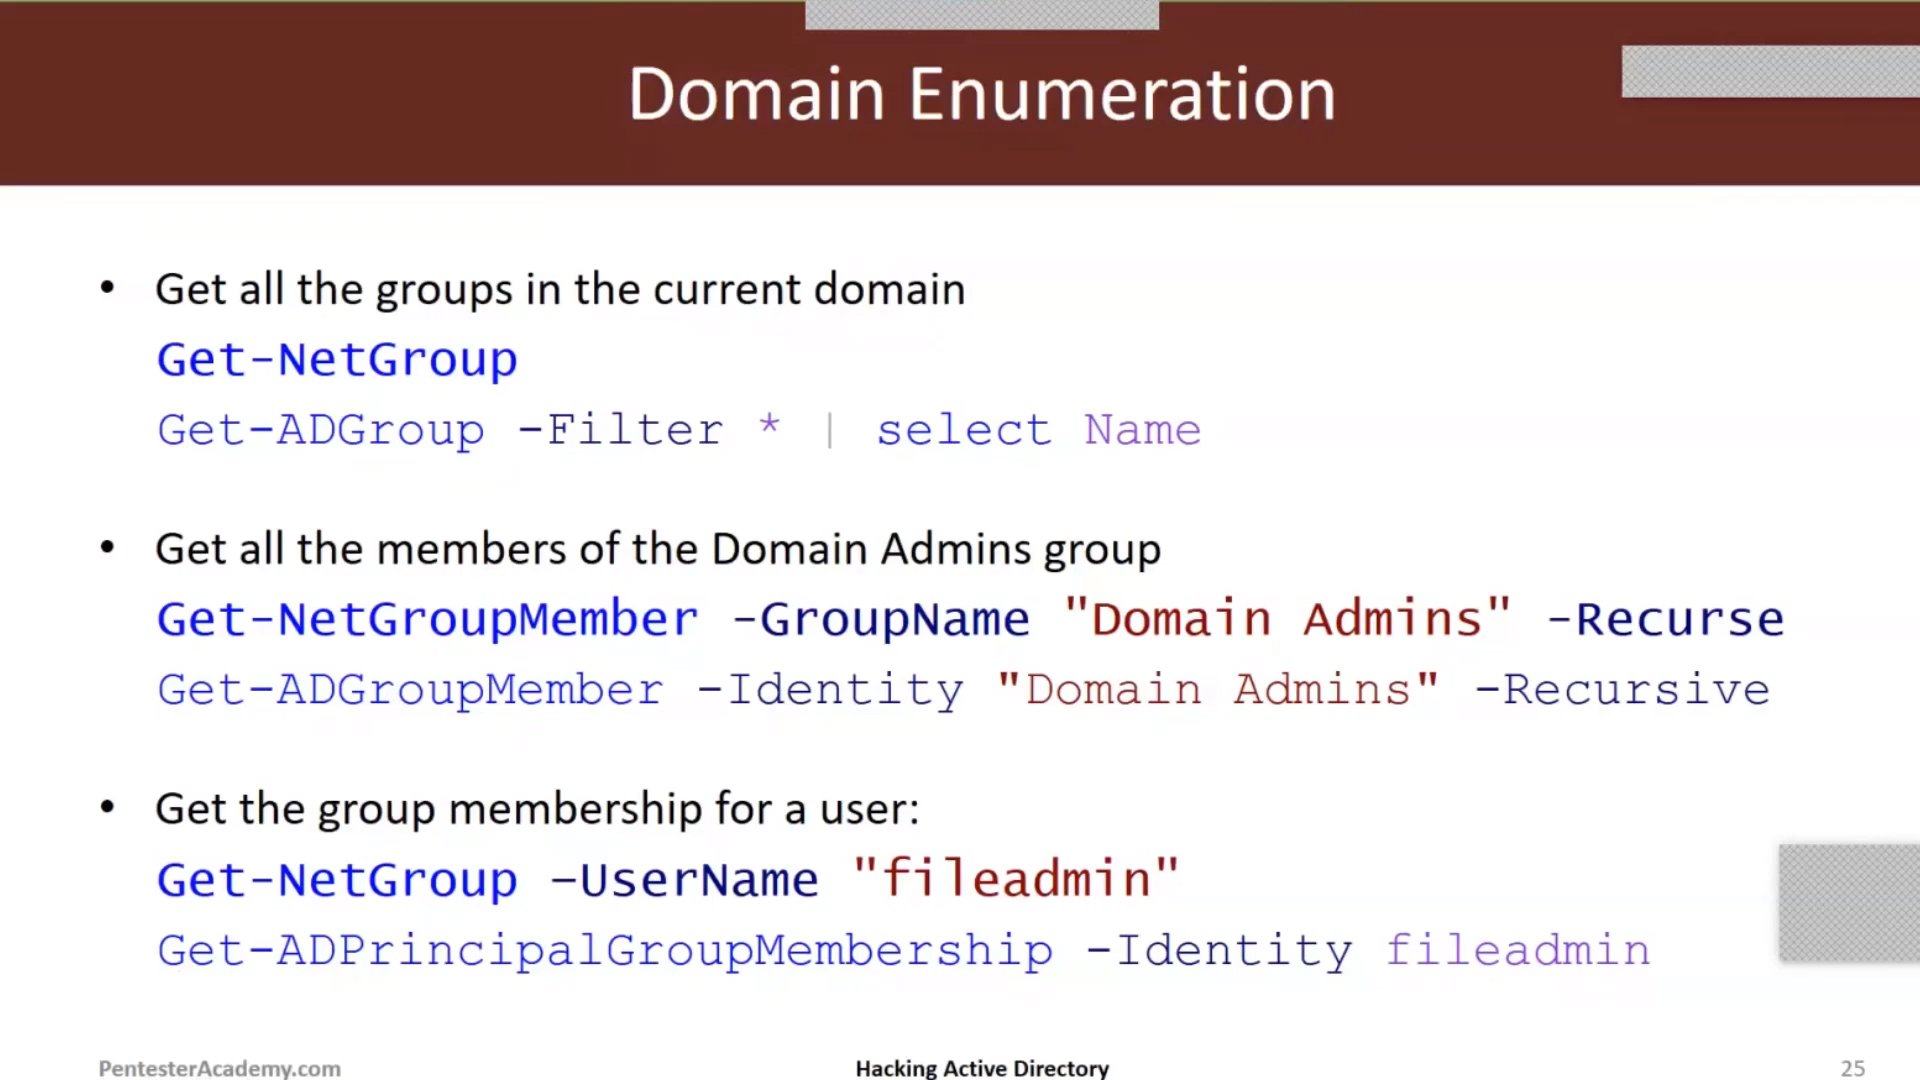 Domain Enumeration
• Get all the groups in the current domain
Get-NetGroup
Get-ADGroup -Filter * | select Name
• Get all the members of the Domain Admins group
Get-NetGroupMember -GroupName "Domain Admins" -Recurse
Get-ADGroupMember -Identity "Domain Admins" -Recursive
• Get the group membership for a user:
Get-NetGroup –UserName "fileadmin"
Get-ADPrincipalGroupMembership -Identity fileadmin
PentesterAcademy.com
Hacking Active Directory
25